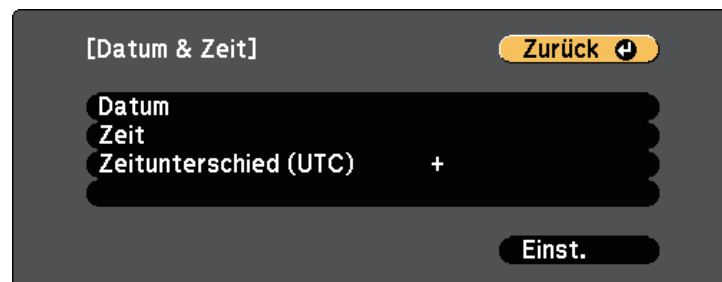 [Datum & Zeit]
Zurück
Datum
Zeit
Zeitunterschied (UTC) +
Einst.